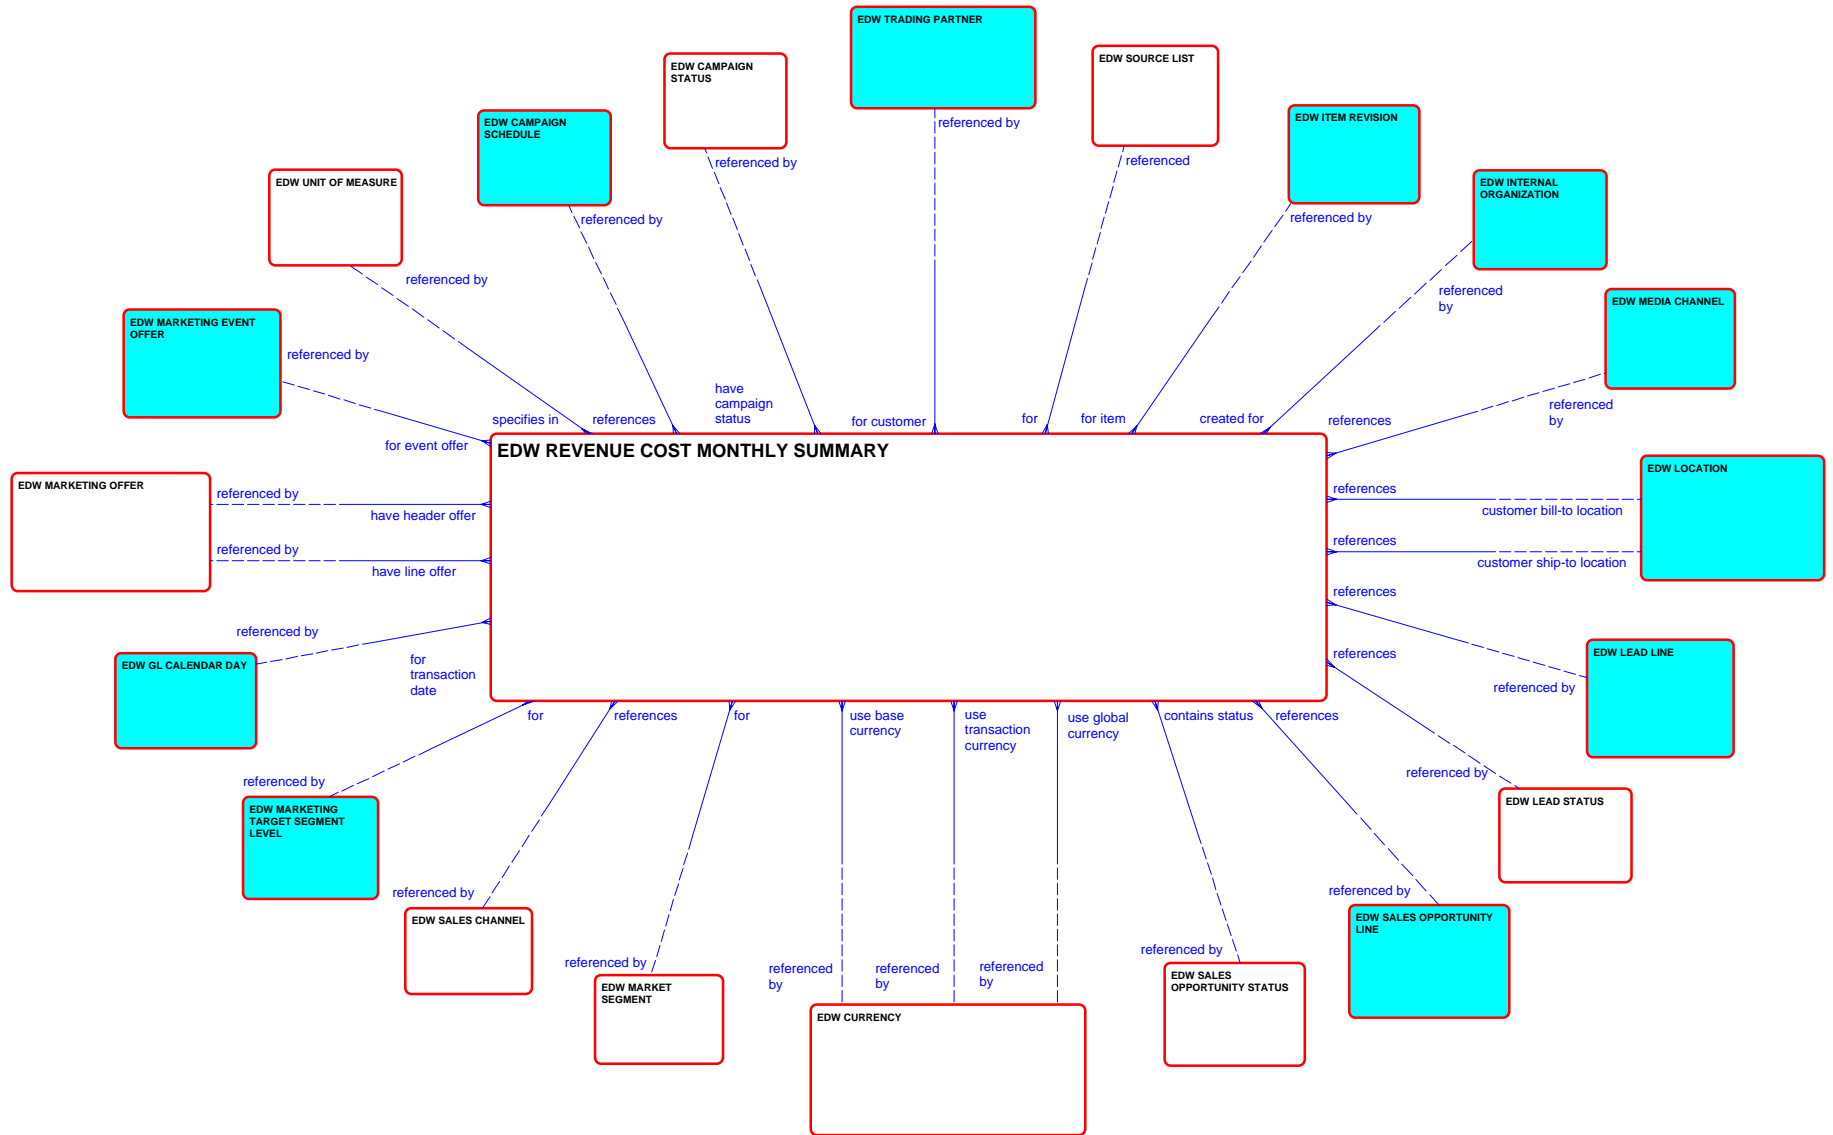 EDW TRADING PARTNER
EDW SOURCE LIST
EDW CAMPAIGN
STATUS
EDW CAMPAIGN
SCHEDULE
EDW ITEM REVISION
referenced by
referenced by
referenced
EDW UNIT OF MEASURE
EDW INTERNAL
ORGANIZATION
referenced by
referenced by
referenced by
referenced
by
EDW MEDIA CHANNEL
EDW MARKETING EVENT
OFFER
referenced by
referenced
by
have
campaign
status
specifies in
references
for customer
for
for item
created for
references
for event offer
EDW REVENUE COST MONTHLY SUMMARY
EDW MARKETING OFFER
referenced by
have header offer
referenced by
have line offer
EDW LOCATION
references
customer bill-to location
references
customer ship-to location
references
referenced by
for
transaction
date
EDW GL CALENDAR DAY
references
EDW LEAD LINE
referenced by
for
references
for
use base
currency
use
transaction
currency
use global
currency
contains status
references
referenced by
referenced by
EDW MARKETING
TARGET SEGMENT
LEVEL
EDW LEAD STATUS
referenced by
referenced by
EDW SALES CHANNEL
EDW SALES OPPORTUNITY
LINE
referenced by
referenced
by
referenced
by
referenced
by
referenced by
EDW MARKET
SEGMENT
EDW SALES
OPPORTUNITY STATUS
EDW CURRENCY